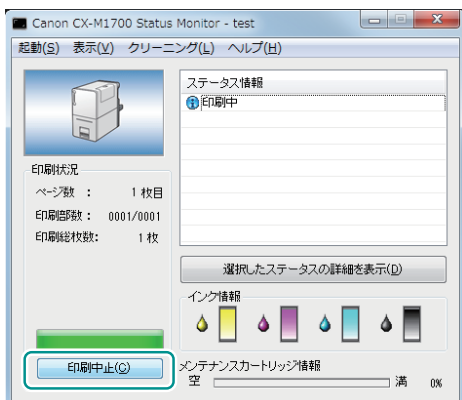 Canon CX-M1700 Status Monitor - test
起動(S) 表示(V) クリーニング(L) ヘルプ(H)
ステータス情報
印刷中
印刷状況
ページ数 : 1 枚目
印刷部数 : 0001/0001
印刷総枚数: 1 枚
選択したステータスの詳細を表示(D)
インク情報
印刷中止(C)
メンテナンスカートリッジ情報
空 満 0%